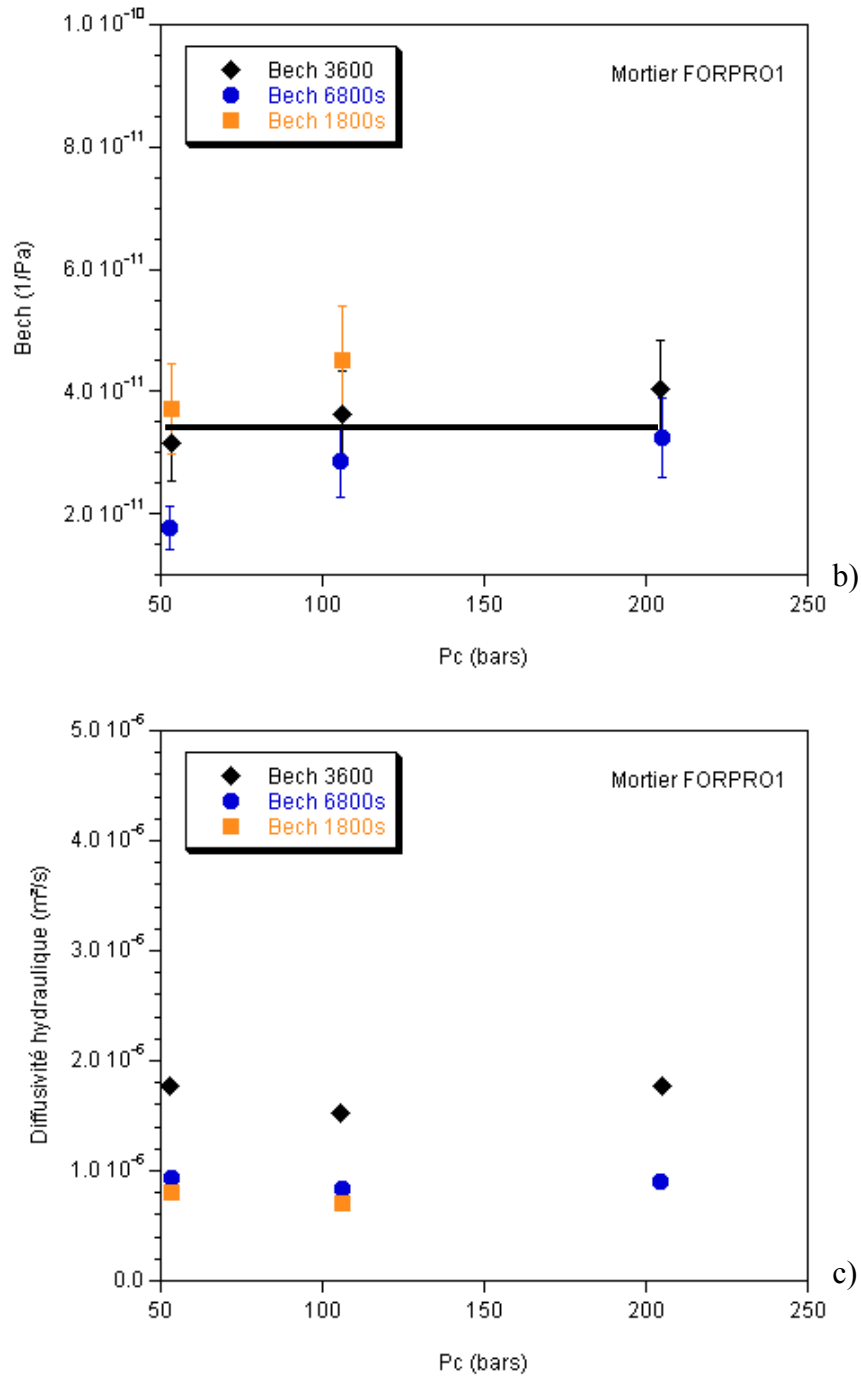 1.0 10⁻¹⁰
Bech 3600
Bech 6800s
Bech 1800s
Mortier FORPRO1
8.0 10⁻¹¹
6.0 10⁻¹¹
4.0 10⁻¹¹
2.0 10⁻¹¹
Bech (1/Pa)
50 100 150 200 250
Pc (bars)
b)
5.0 10⁻⁶
Bech 3600
Bech 6800s
Bech 1800s
Mortier FORPRO1
4.0 10⁻⁶
3.0 10⁻⁶
2.0 10⁻⁶
1.0 10⁻⁶
0.0
Diffusivité hydraulique (m²/s)
50 100 150 200 250
Pc (bars)
c)